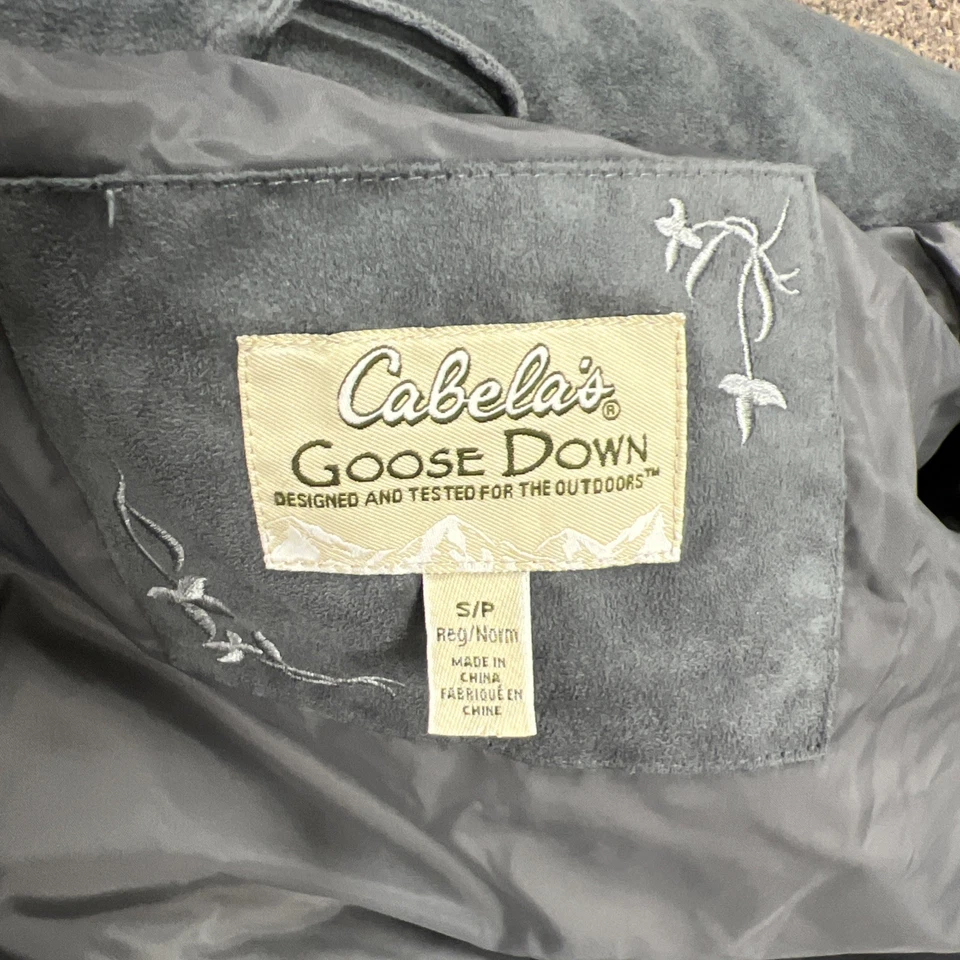 Cabela's®
GOOSE DOWN
DESIGNED AND TESTED FOR THE OUTDOORS™
S/P
Reg/Norm
MADE IN
CHINA
FABRIQUÉ EN
CHINE